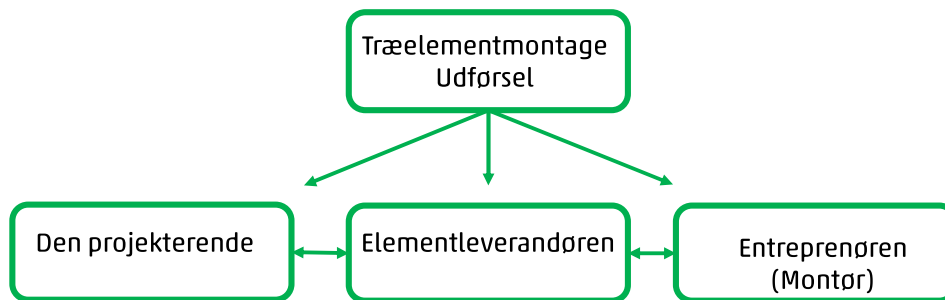 Træelementmontage
Udførsel
Den projekterende
Elementleverandøren
Entreprenøren
(Montør)